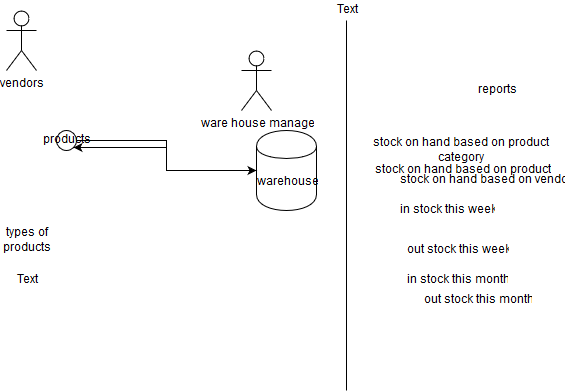 Text
vendors
reports
ware house manage
products
stock on hand based on product
category
stock on hand based on product
stock on hand based on vendo
warehouse
in stock this week
types of
products
out stock this week
Text
in stock this month
out stock this month